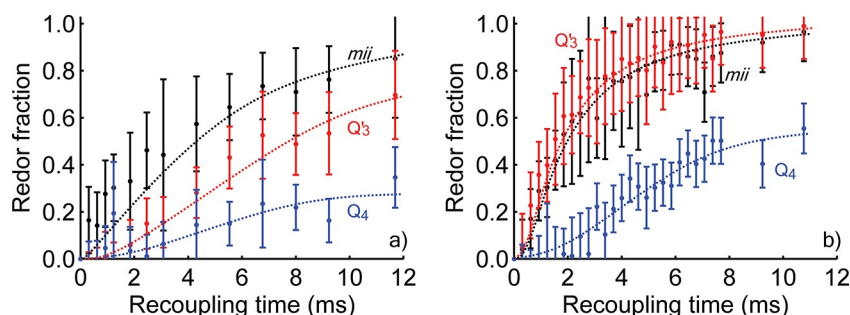 1.0
0.8
0.6
0.4
0.2
0.0
Redor fraction
mii
Q'3
Q4
a)
0 2 4 6 8 10 12
Recoupling time (ms)
1.0
0.8
0.6
0.4
0.2
0.0
Redor fraction
Q'3
mii
Q4
b)
0 2 4 6 8 10 12
Recoupling time (ms)